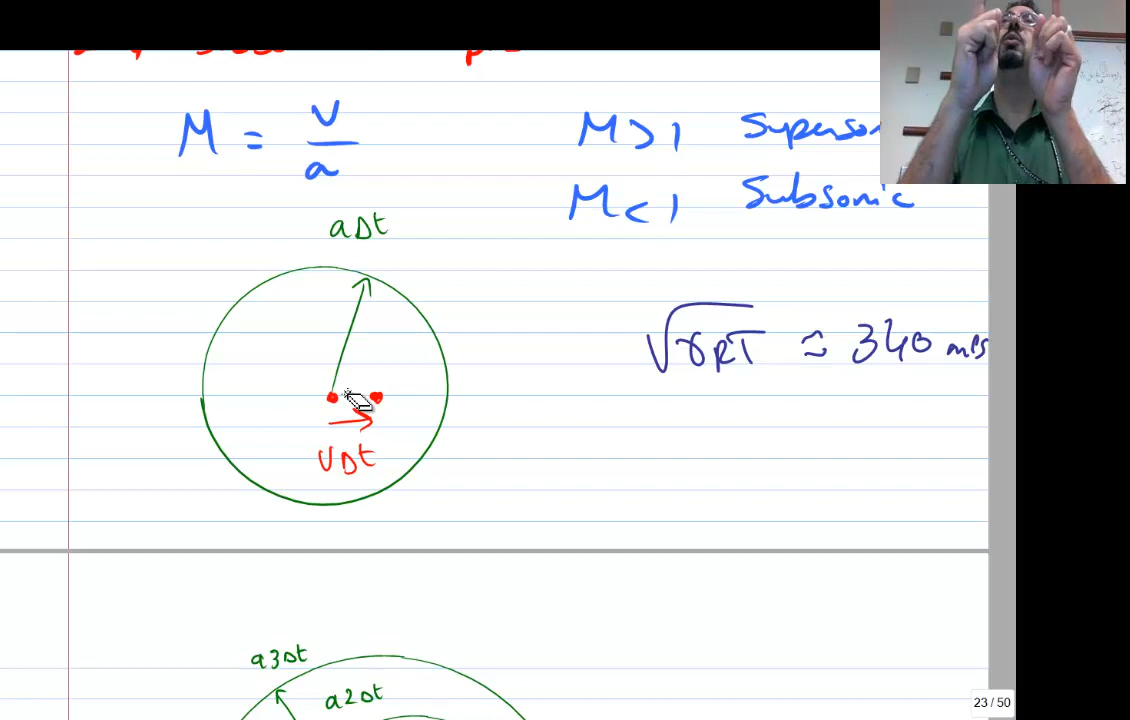 M = v/a
M > 1 Superso
M < 1 Subsonic
aΔt
√γRT ≈ 340 m/s
VΔt
a3Δt
a2Δt
23 / 50